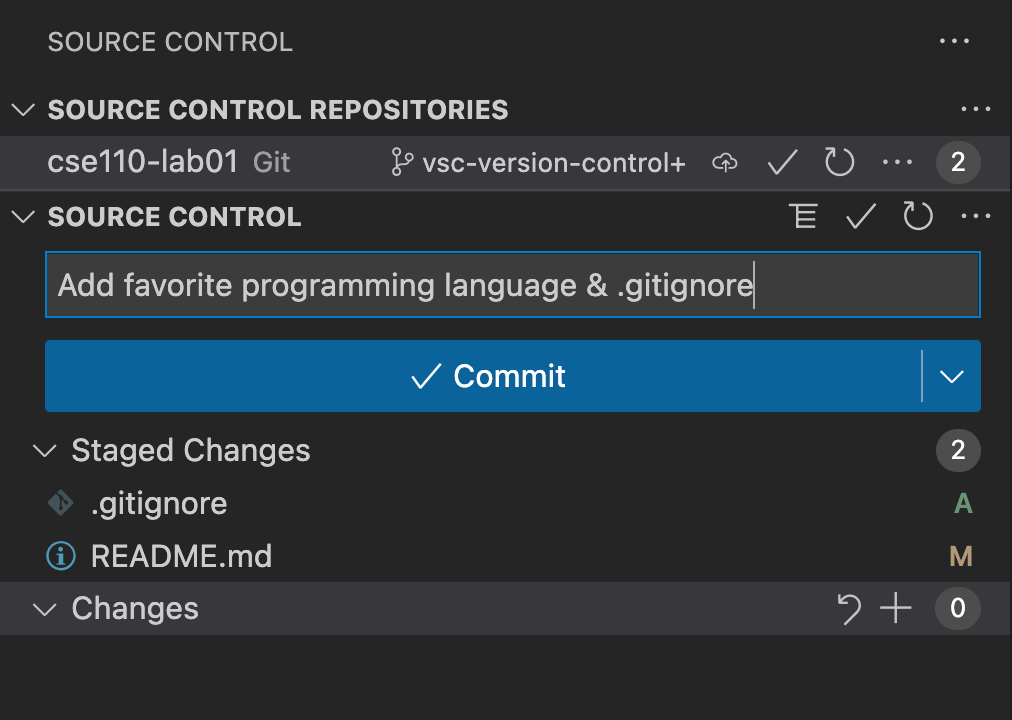 SOURCE CONTROL
SOURCE CONTROL REPOSITORIES
cse110-lab01 Git vsc-version-control+ 2
SOURCE CONTROL
Add favorite programming language & .gitignore
Commit
Staged Changes 2
.gitignore A
README.md M
Changes 0